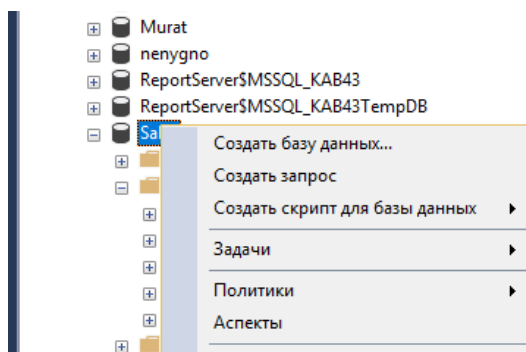 Murat
nenygno
ReportServer$MSSQL_KAB43
ReportServer$MSSQL_KAB43TempDB
Создать базу данных...
Создать запрос
Создать скрипт для базы данных
Задачи
Политики
Аспекты